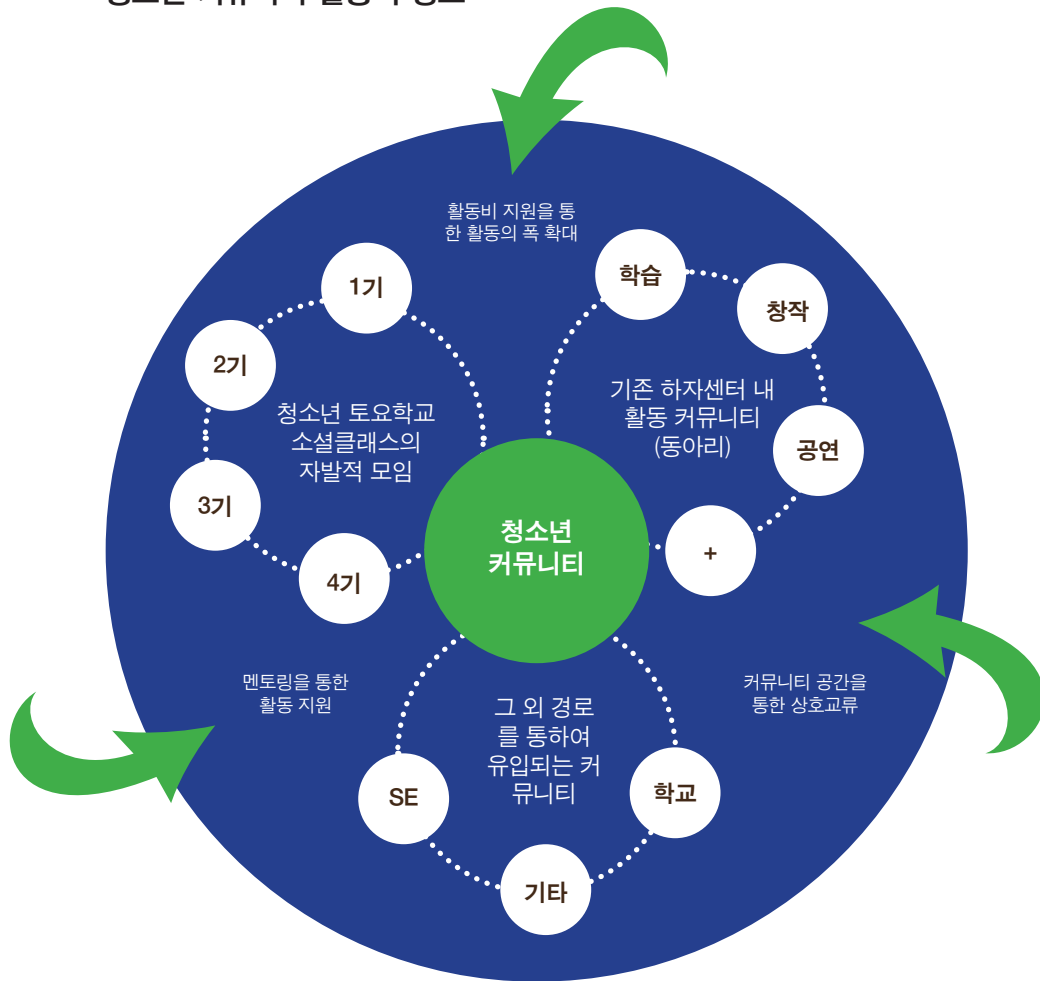 활동비 지원을 통
한 활동의 폭 확대
1기
2기
3기
4기
청소년 토요학교
소셜클래스의
자발적 모임
학습
창작
공연
+
기존 하자센터 내
활동 커뮤니티
(동아리)
청소년
커뮤니티
멘토링을 통한
활동 지원
커뮤니티 공간을
통한 상호교류
그 외 경로
를 통하여
유입되는 커
뮤니티
SE
기타
학교